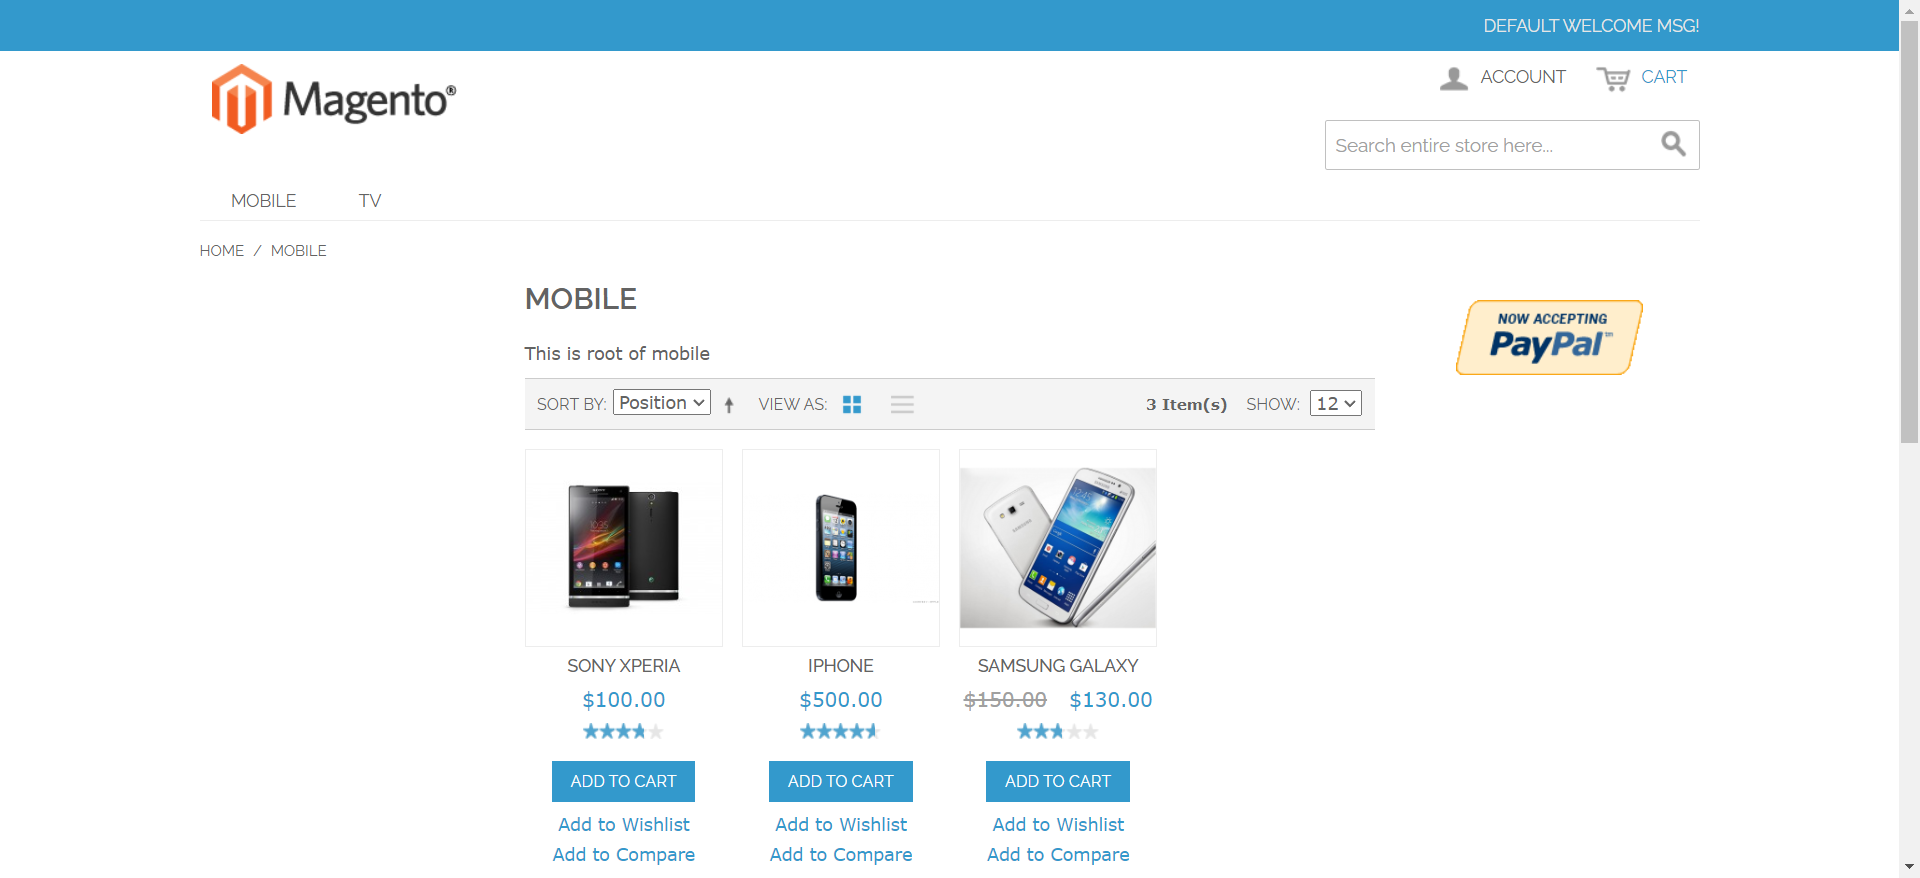 DEFAULT WELCOME MSG!
Magento®
ACCOUNT CART
Search entire store here...
MOBILE TV
HOME / MOBILE
MOBILE
NOW ACCEPTING
PayPal™
This is root of mobile
SORT BY: Position VIEW AS: 3 Item(s) SHOW: 12
SONY XPERIA IPHONE SAMSUNG GALAXY
$100.00 $500.00 $150.00 $130.00
ADD TO CART ADD TO CART ADD TO CART
Add to Wishlist Add to Wishlist Add to Wishlist
Add to Compare Add to Compare Add to Compare